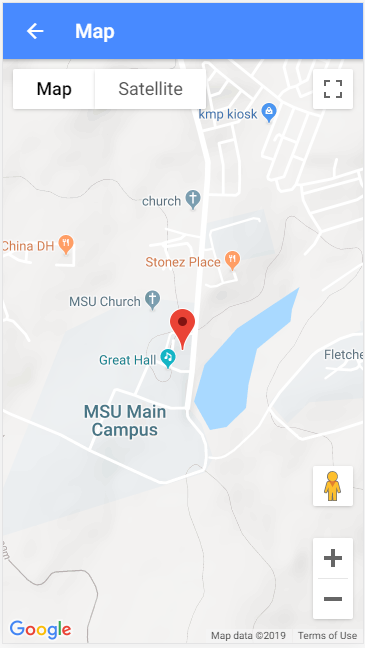 Map
Map Satellite
kmp kiosk
church
China DH
Stonez Place
MSU Church
Great Hall
Fletche
MSU Main
Campus
om
Google
Map data ©2019 Terms of Use